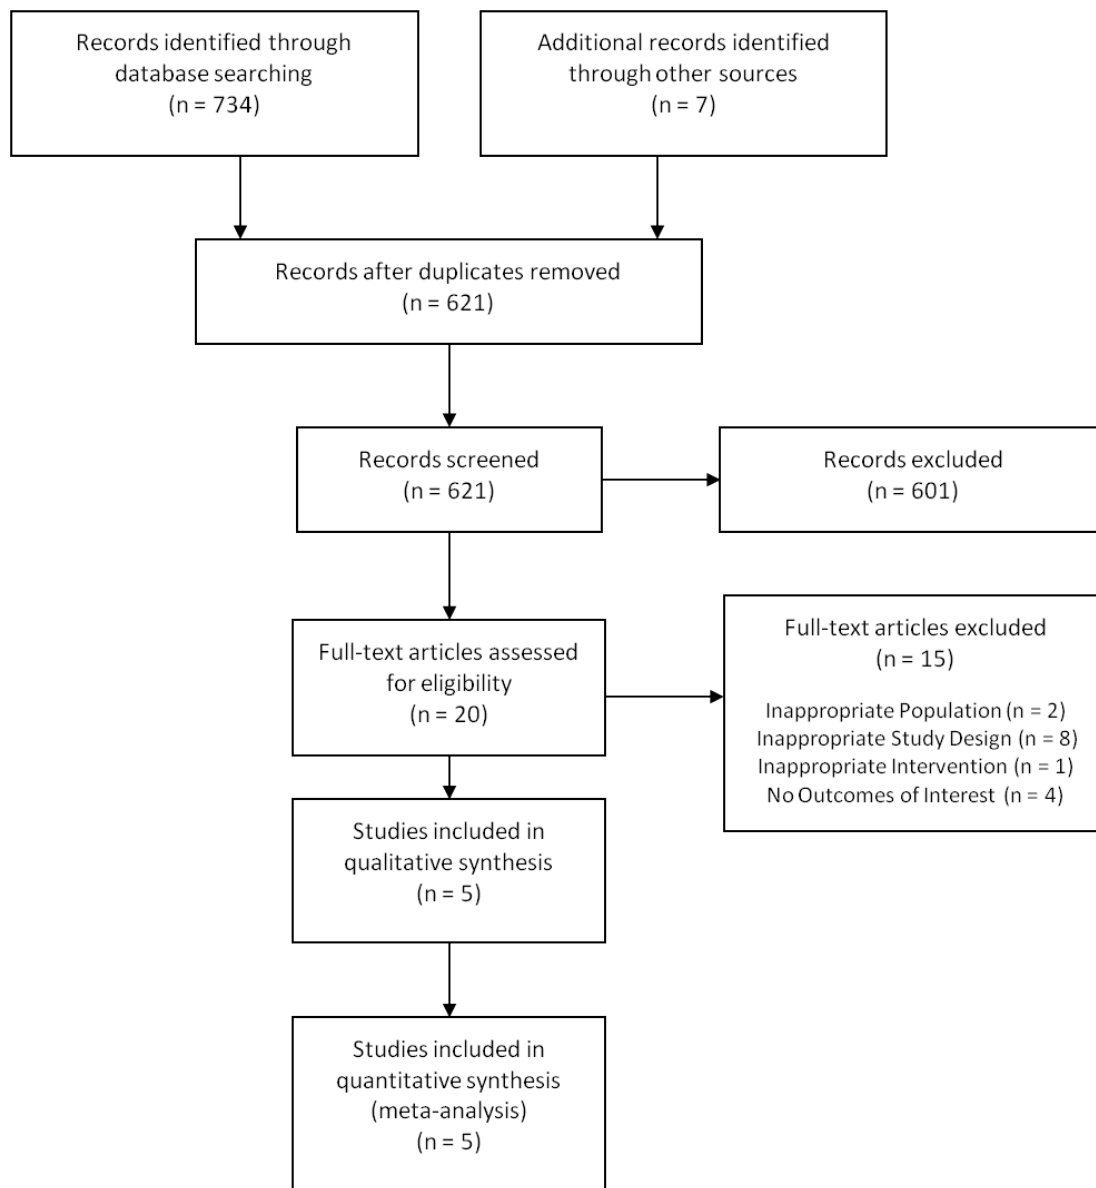 Records identified through
database searching
(n = 734)
Additional records identified
through other sources
(n = 7)
Records after duplicates removed
(n = 621)
Records screened
(n = 621)
Records excluded
(n = 601)
Full-text articles assessed
for eligibility
(n = 20)
Full-text articles excluded
(n = 15)
Inappropriate Population (n = 2)
Inappropriate Study Design (n = 8)
Inappropriate Intervention (n = 1)
No Outcomes of Interest (n = 4)
Studies included in
qualitative synthesis
(n = 5)
Studies included in
quantitative synthesis
(meta-analysis)
(n = 5)